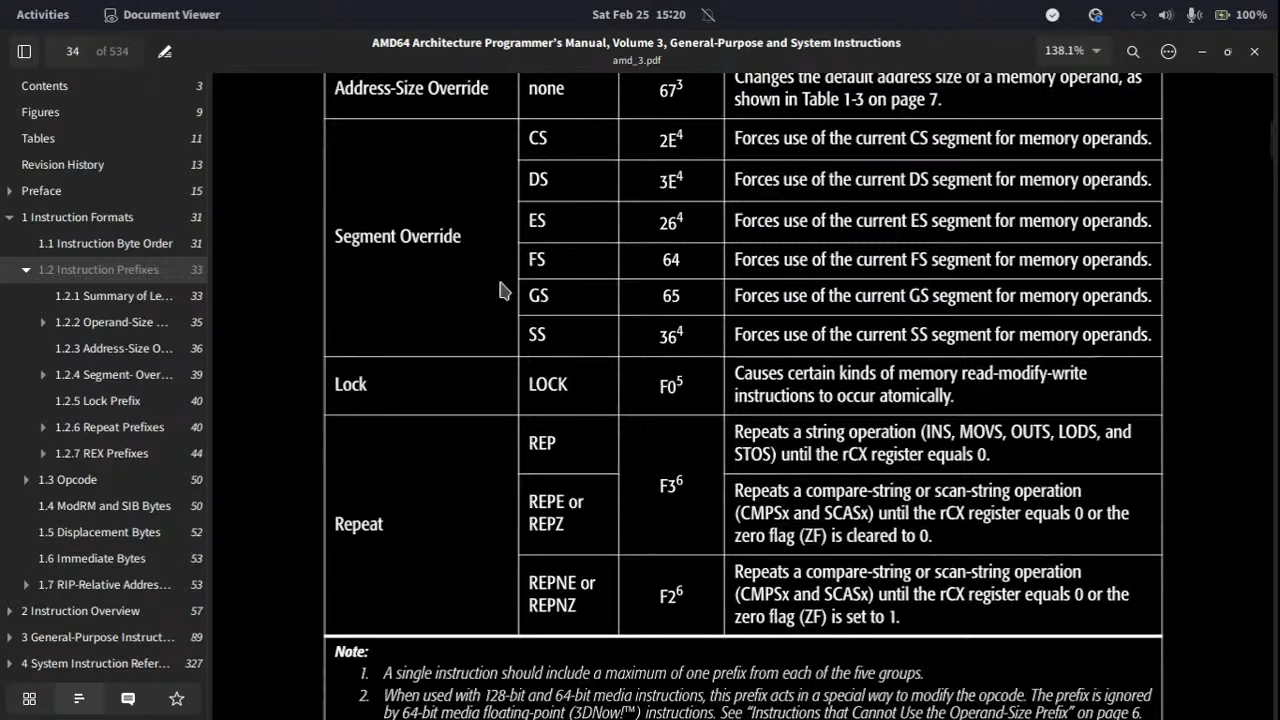 Activities
Document Viewer
Sat Feb 25 15:20
100%
34 of 534
AMD64 Architecture Programmer's Manual, Volume 3, General-Purpose and System Instructions
amd_3.pdf
138.1%
Contents 3
Figures 9
Tables 11
Revision History 13
Preface 15
1 Instruction Formats 31
1.1 Instruction Byte Order 31
1.2 Instruction Prefixes 33
1.2.1 Summary of Le... 33
1.2.2 Operand-Size ... 35
1.2.3 Address-Size O... 36
1.2.4 Segment- Over... 39
1.2.5 Lock Prefix 40
1.2.6 Repeat Prefixes 40
1.2.7 REX Prefixes 44
1.3 Opcode 50
1.4 ModRM and SIB Bytes 50
1.5 Displacement Bytes 52
1.6 Immediate Bytes 53
1.7 RIP-Relative Addres... 53
2 Instruction Overview 57
3 General-Purpose Instruct... 89
4 System Instruction Refer... 327
Address-Size Override none 67³ Changes the default address size of a memory operand, as
shown in Table 1-3 on page 7.
Segment Override
CS 2E⁴ Forces use of the current CS segment for memory operands.
DS 3E⁴ Forces use of the current DS segment for memory operands.
ES 26⁴ Forces use of the current ES segment for memory operands.
FS 64 Forces use of the current FS segment for memory operands.
GS 65 Forces use of the current GS segment for memory operands.
SS 36⁴ Forces use of the current SS segment for memory operands.
Lock LOCK F0⁵ Causes certain kinds of memory read-modify-write
instructions to occur atomically.
Repeat
REP F3⁶ Repeats a string operation (INS, MOVS, OUTS, LODS, and
STOS) until the rCX register equals 0.
REPE or
REPZ
Repeats a compare-string or scan-string operation
(CMPSx and SCASx) until the rCX register equals 0 or the
zero flag (ZF) is cleared to 0.
REPNE or
REPNZ
F2⁶
Repeats a compare-string or scan-string operation
(CMPSx and SCASx) until the rCX register equals 0 or the
zero flag (ZF) is set to 1.
Note:
1. A single instruction should include a maximum of one prefix from each of the five groups.
2. When used with 128-bit and 64-bit media instructions, this prefix acts in a special way to modify the opcode. The prefix is ignored
by 64-bit media floating-point (3DNow!™) instructions. See "Instructions that Cannot Use the Operand-Size Prefix" on page 6.